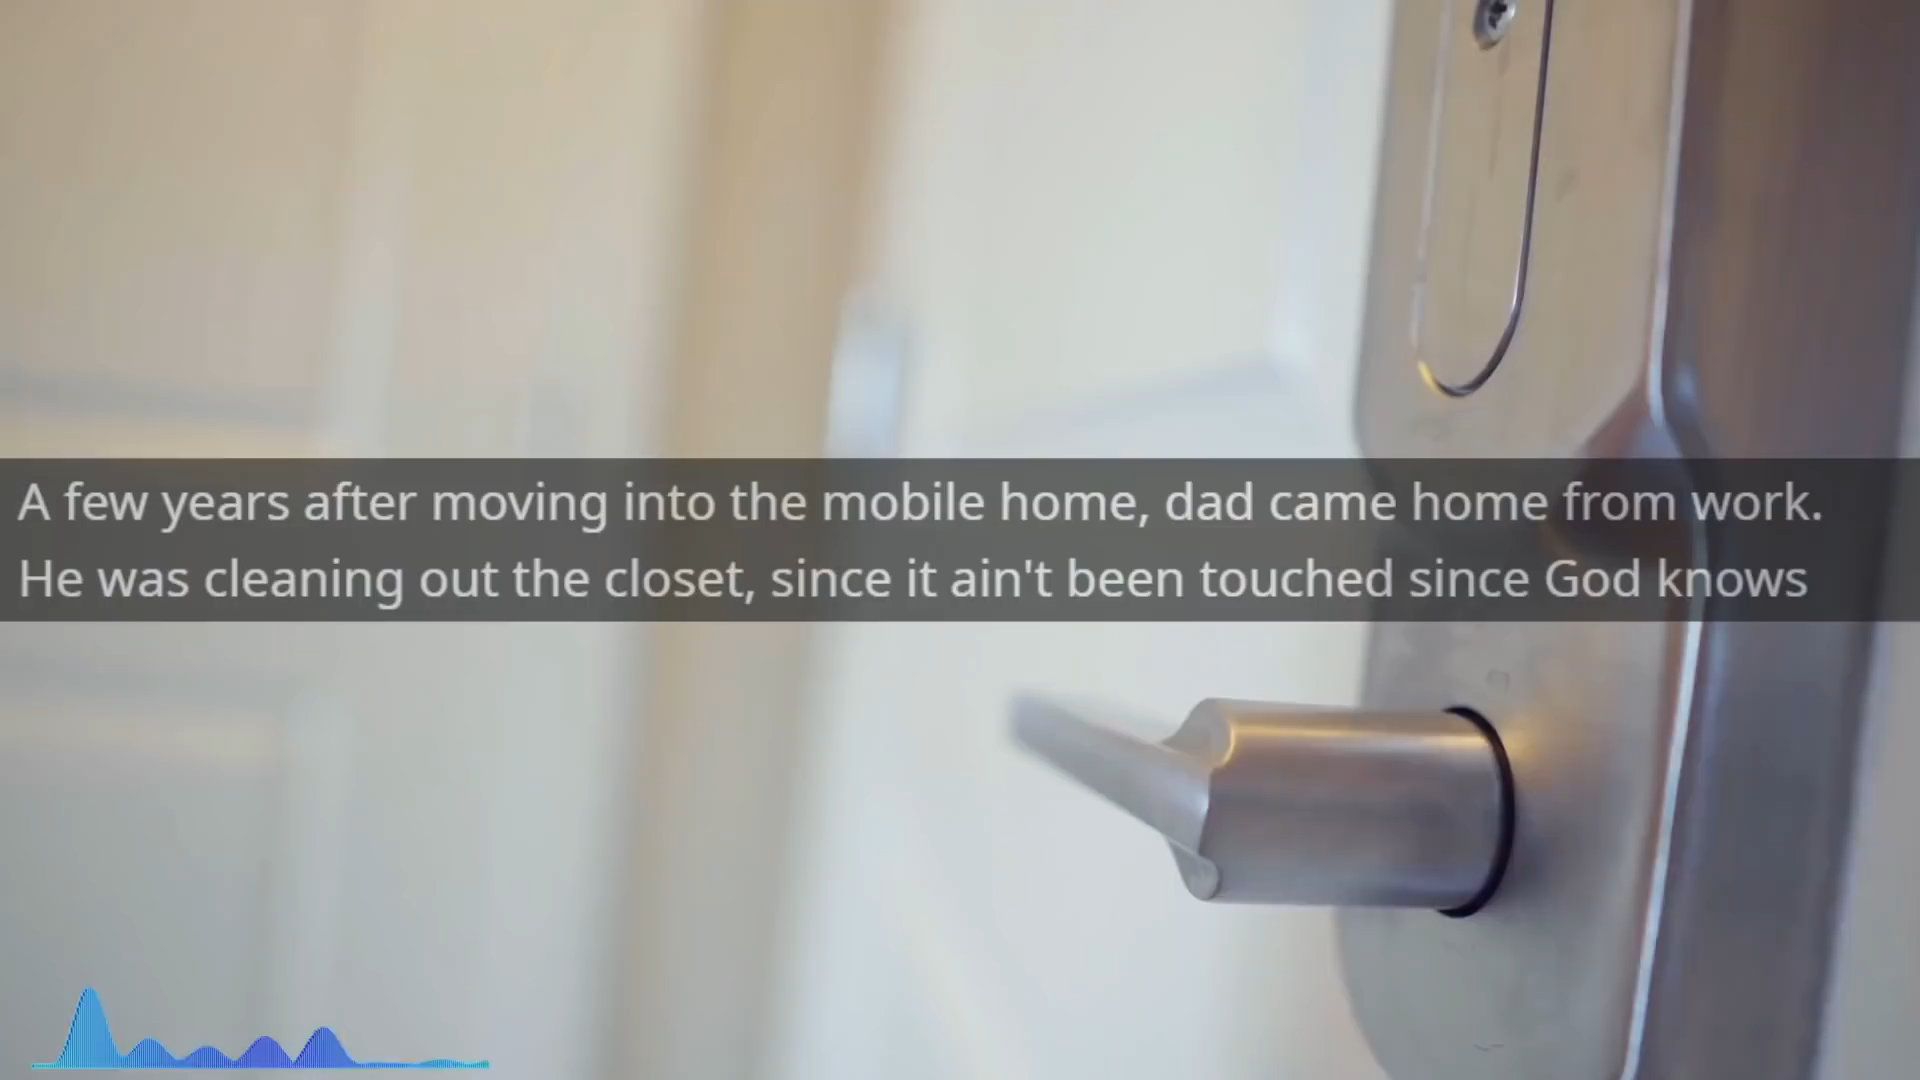 A few years after moving into the mobile home, dad came home from work.
He was cleaning out the closet, since it ain't been touched since God knows